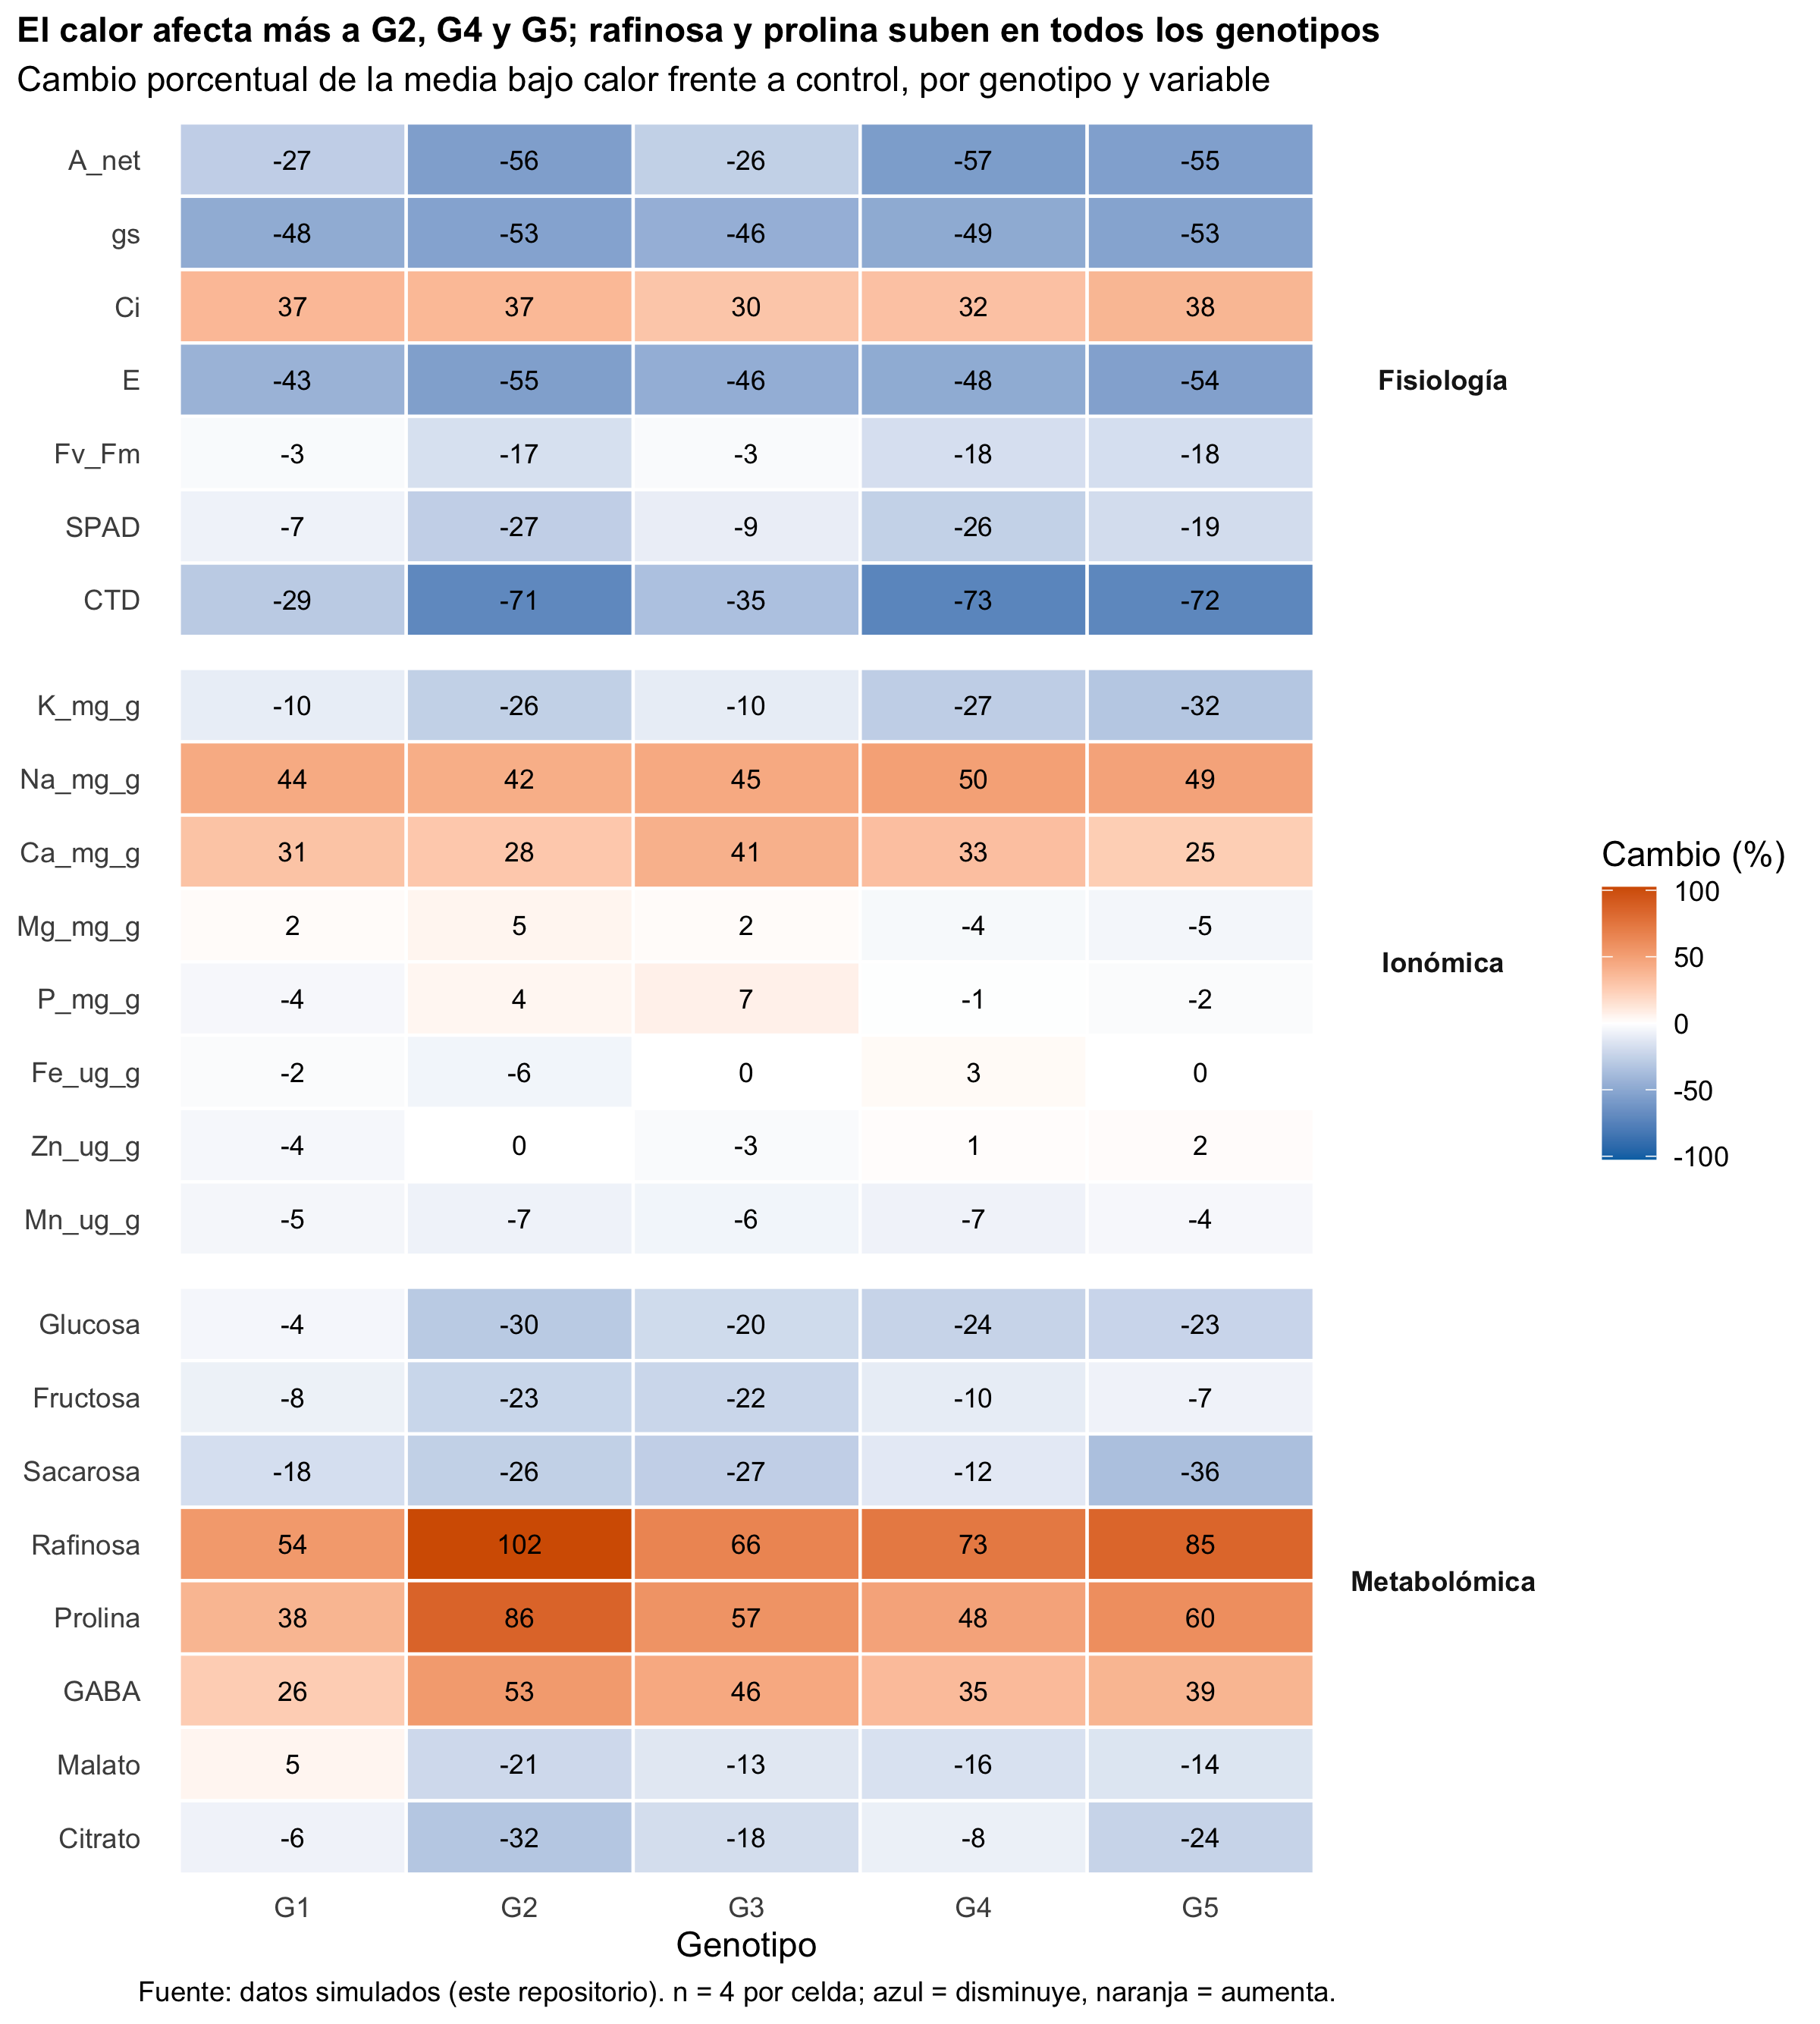 El calor afecta más a G2, G4 y G5; rafinosa y prolina suben en todos los genotipos
Cambio porcentual de la media bajo calor frente a control, por genotipo y variable
A_net -27 -56 -26 -57 -55
gs -48 -53 -46 -49 -53
Ci 37 37 30 32 38
E -43 -55 -46 -48 -54
Fisiología
Fv_Fm -3 -17 -3 -18 -18
SPAD -7 -27 -9 -26 -19
CTD -29 -71 -35 -73 -72
K_mg_g -10 -26 -10 -27 -32
Na_mg_g 44 42 45 50 49
Ca_mg_g 31 28 41 33 25
Mg_mg_g 2 5 2 -4 -5
Ionómica
P_mg_g -4 4 7 -1 -2
Fe_ug_g -2 -6 0 3 0
Zn_ug_g -4 0 -3 1 2
Mn_ug_g -5 -7 -6 -7 -4
Cambio (%)
100
50
0
-50
-100
Glucosa -4 -30 -20 -24 -23
Fructosa -8 -23 -22 -10 -7
Sacarosa -18 -26 -27 -12 -36
Rafinosa 54 102 66 73 85
Metabolómica
Prolina 38 86 57 48 60
GABA 26 53 46 35 39
Malato 5 -21 -13 -16 -14
Citrato -6 -32 -18 -8 -24
G1 G2 G3 G4 G5
Genotipo
Fuente: datos simulados (este repositorio). n = 4 por celda; azul = disminuye, naranja = aumenta.